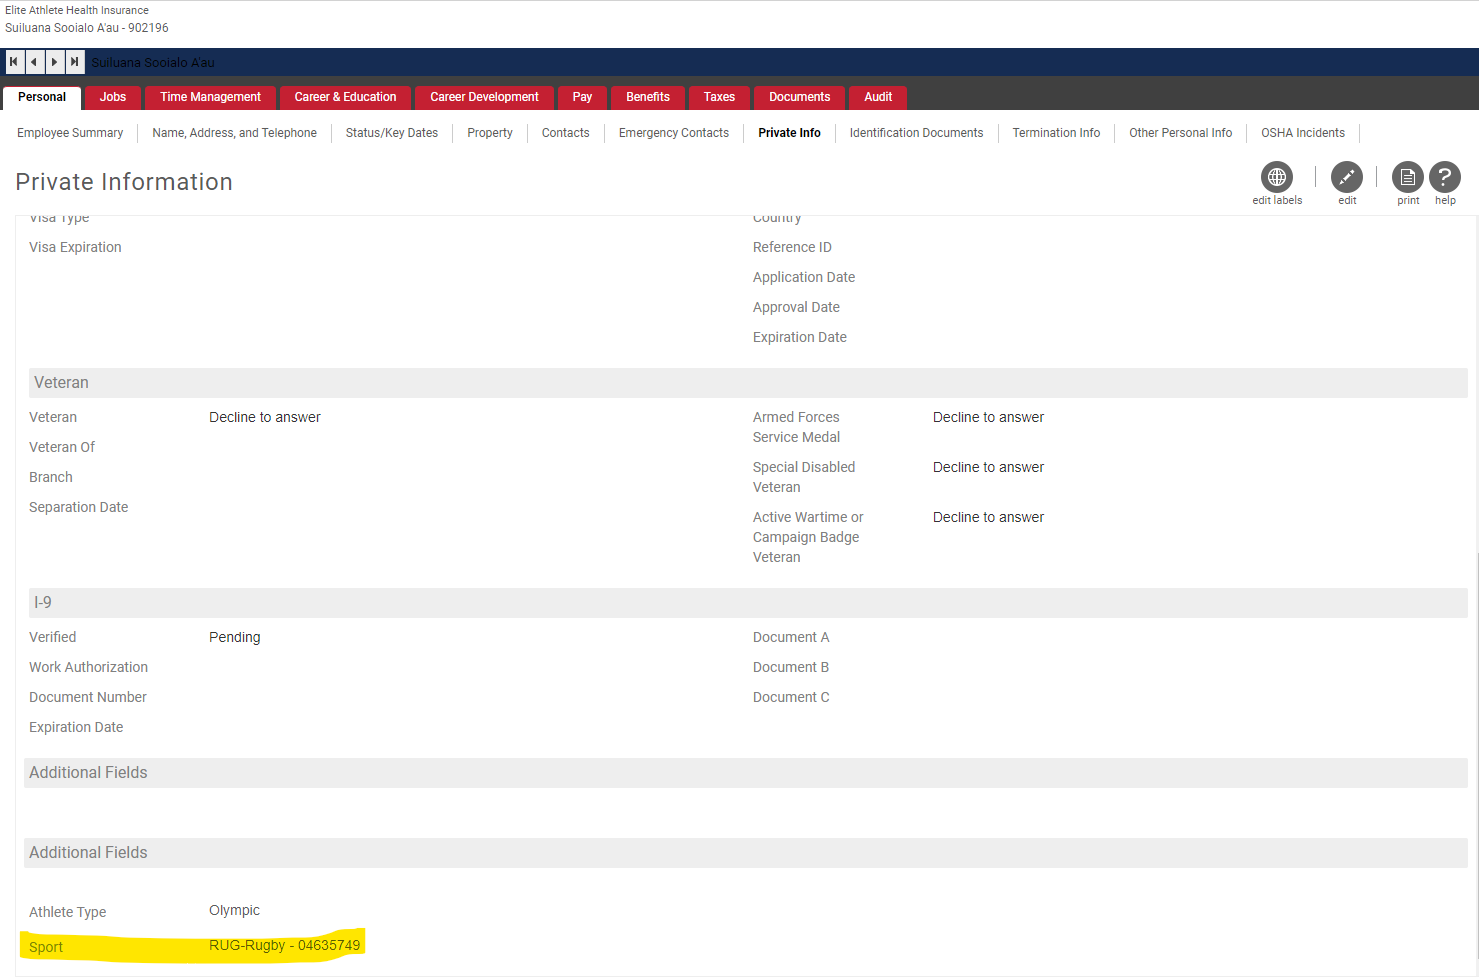 Elite Athlete Health Insurance
Suiluana Sooialo A'au - 902196
Suiluana Sooialo A'au
Personal Jobs Time Management Career & Education Career Development Pay Benefits Taxes Documents Audit
Employee Summary Name, Address, and Telephone Status/Key Dates Property Contacts Emergency Contacts Private Info Identification Documents Termination Info Other Personal Info OSHA Incidents
Private Information
edit labels edit print help
Visa Type Country
Visa Expiration Reference ID
Application Date
Approval Date
Expiration Date
Veteran
Veteran Decline to answer
Veteran Of
Branch
Separation Date
Armed Forces Decline to answer
Service Medal
Special Disabled Decline to answer
Veteran
Active Wartime or Decline to answer
Campaign Badge
Veteran
I-9
Verified Pending
Work Authorization
Document Number
Expiration Date
Document A
Document B
Document C
Additional Fields
Additional Fields
Athlete Type Olympic
Sport RUG-Rugby - 04635749